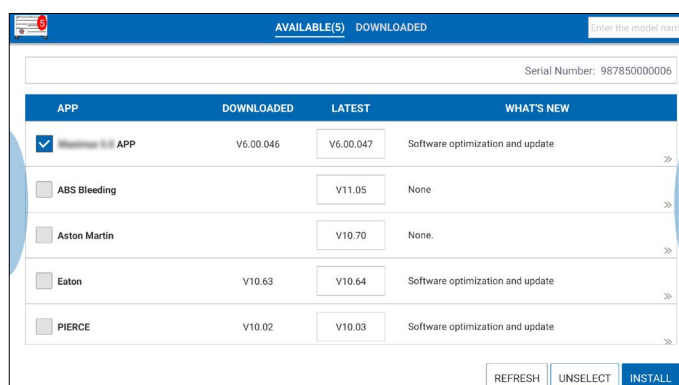 5
AVAILABLE(5) DOWNLOADED Enter the model nam
Serial Number: 987850000006
APP DOWNLOADED LATEST WHAT'S NEW
APP V6.00.046 V6.00.047 Software optimization and update
ABS Bleeding V11.05 None
Aston Martin V10.70 None.
Eaton V10.63 V10.64 Software optimization and update
PIERCE V10.02 V10.03 Software optimization and update
REFRESH UNSELECT INSTALL